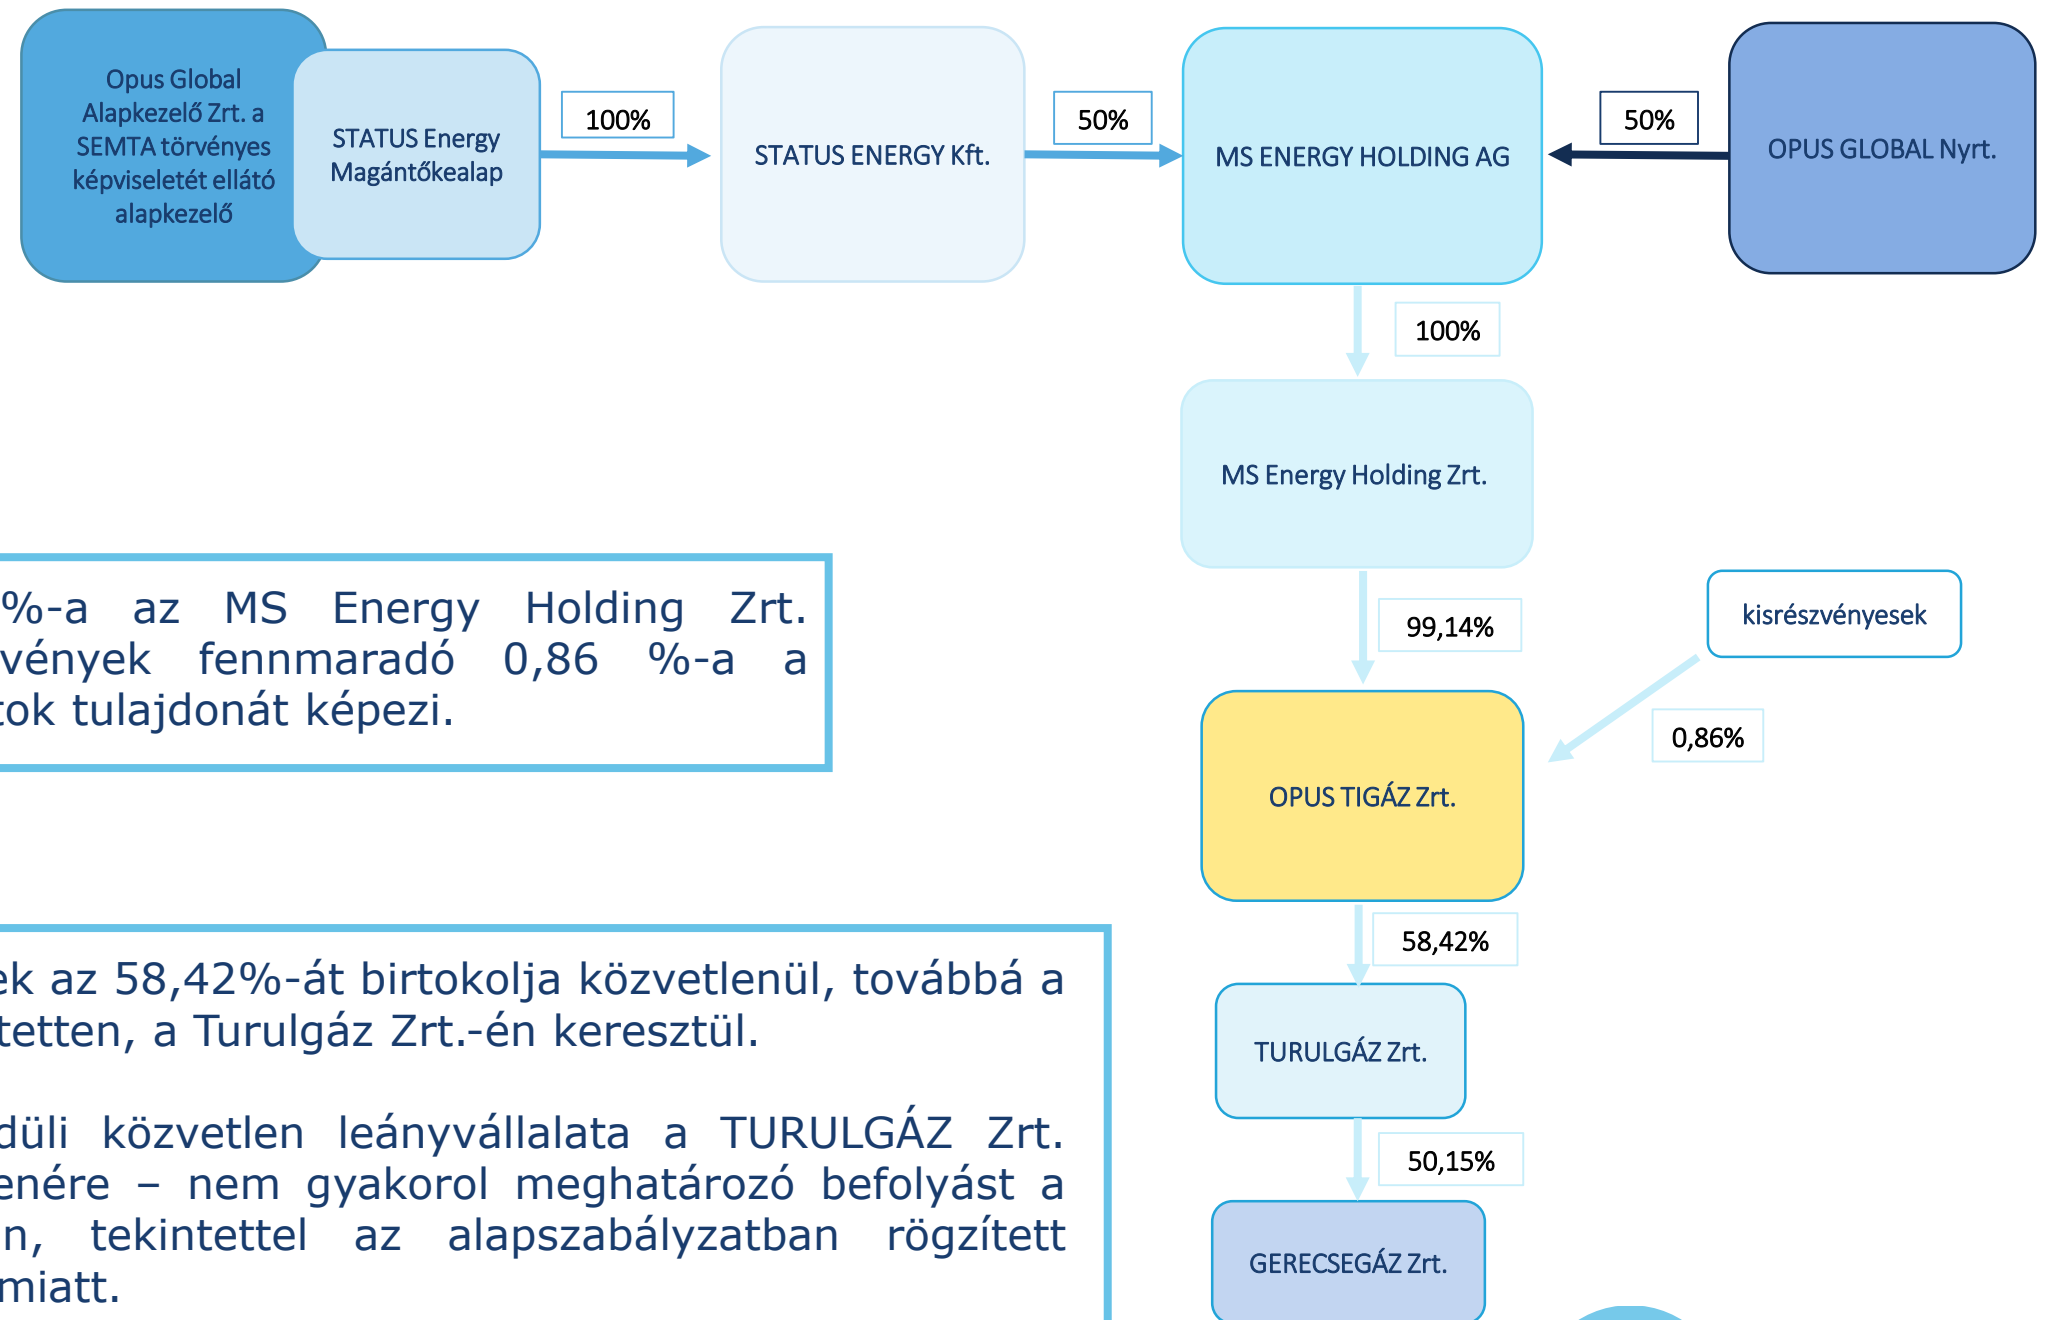 Opus Global
Alapkezelő Zrt. a
SEMTA törvényes
képviseletét ellátó
alapkezelő
STATUS Energy
Magántőkealap
100%
STATUS ENERGY Kft.
50%
MS ENERGY HOLDING AG
50%
OPUS GLOBAL Nyrt.
100%
MS Energy Holding Zrt.
99,14%
kisrészvényesek
0,86%
OPUS TIGÁZ Zrt.
58,42%
TURULGÁZ Zrt.
50,15%
GERECSEGÁZ Zrt.
%-a az MS Energy Holding Zrt.
vények fennmaradó 0,86 %-a a
tok tulajdonát képezi.
ek az 58,42%-át birtokolja közvetlenül, továbbá a
tetten, a Turulgáz Zrt.-én keresztül.
düli közvetlen leányvállalata a TURULGÁZ Zrt.
enére – nem gyakorol meghatározó befolyást a
n, tekintettel az alapszabályzatban rögzített
miatt.